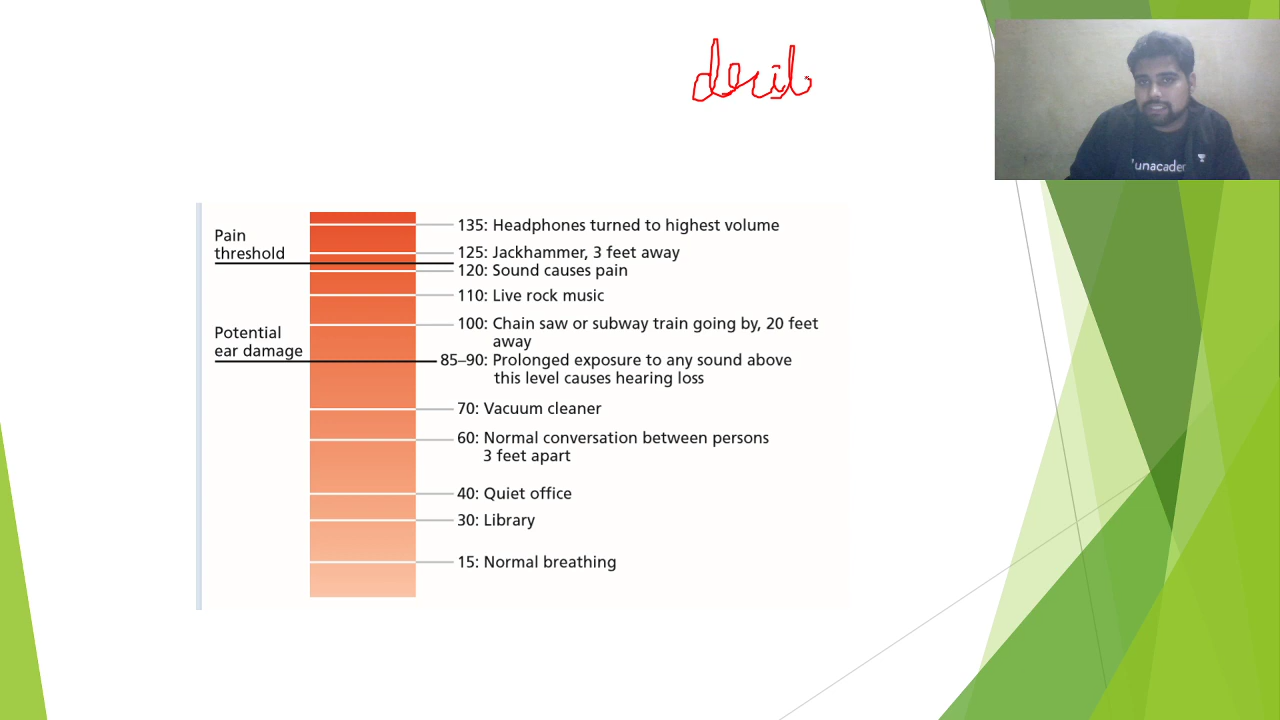 decib
Pain
threshold
135: Headphones turned to highest volume
125: Jackhammer, 3 feet away
120: Sound causes pain
110: Live rock music
100: Chain saw or subway train going by, 20 feet
away
Potential
ear damage
85–90: Prolonged exposure to any sound above
this level causes hearing loss
70: Vacuum cleaner
60: Normal conversation between persons
3 feet apart
40: Quiet office
30: Library
15: Normal breathing
unacade